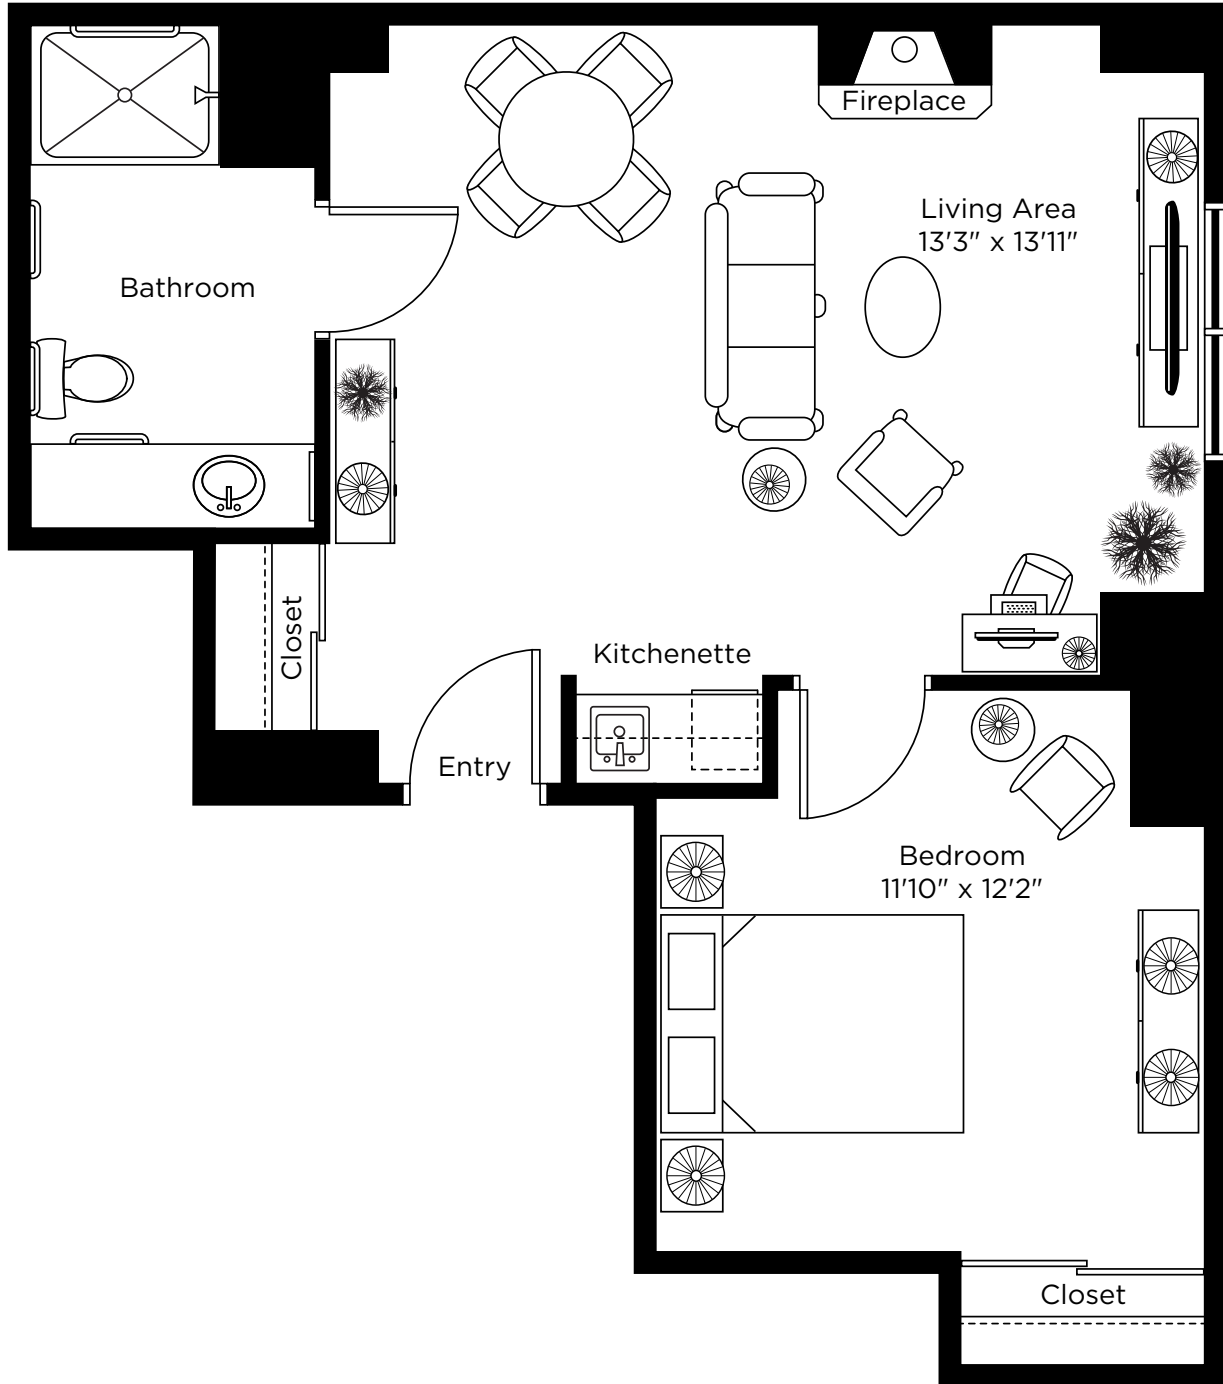 Fireplace
Living Area
13'3" x 13'11"
Bathroom
Closet
Kitchenette
Entry
Bedroom
11'10" x 12'2"
Closet